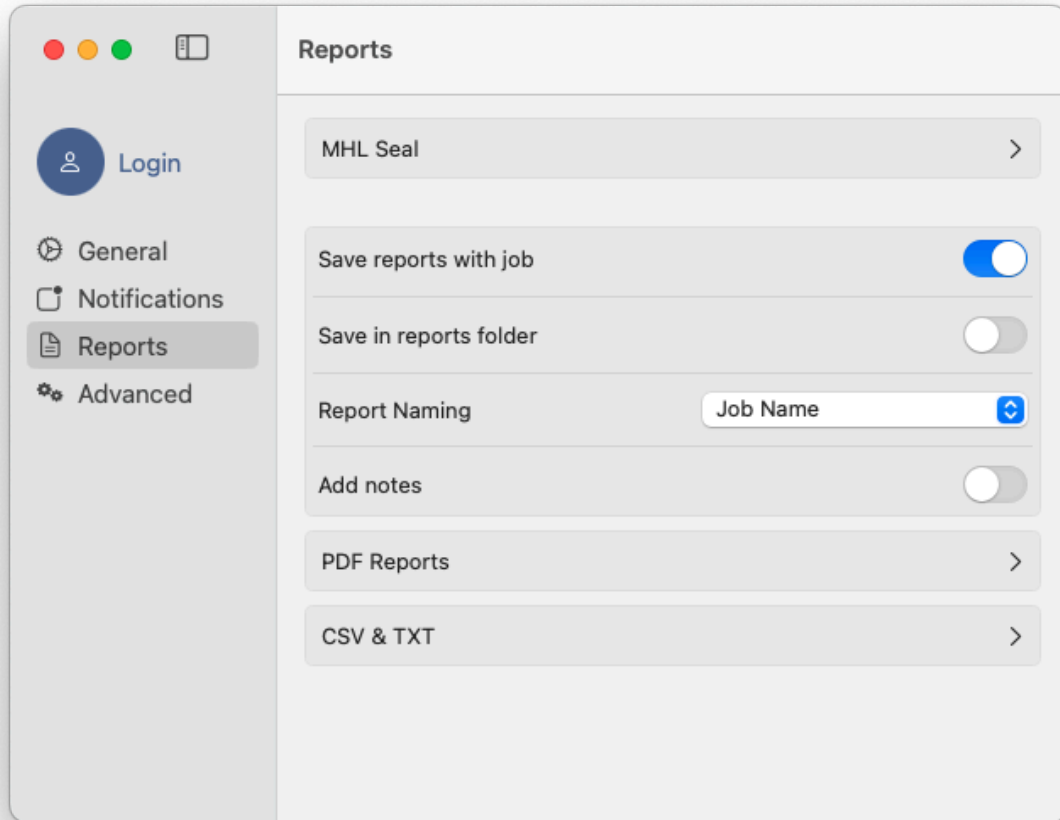 Reports
Login
General
Notifications
Reports
Advanced
MHL Seal
Save reports with job
Save in reports folder
Report Naming
Job Name
Add notes
PDF Reports
CSV & TXT